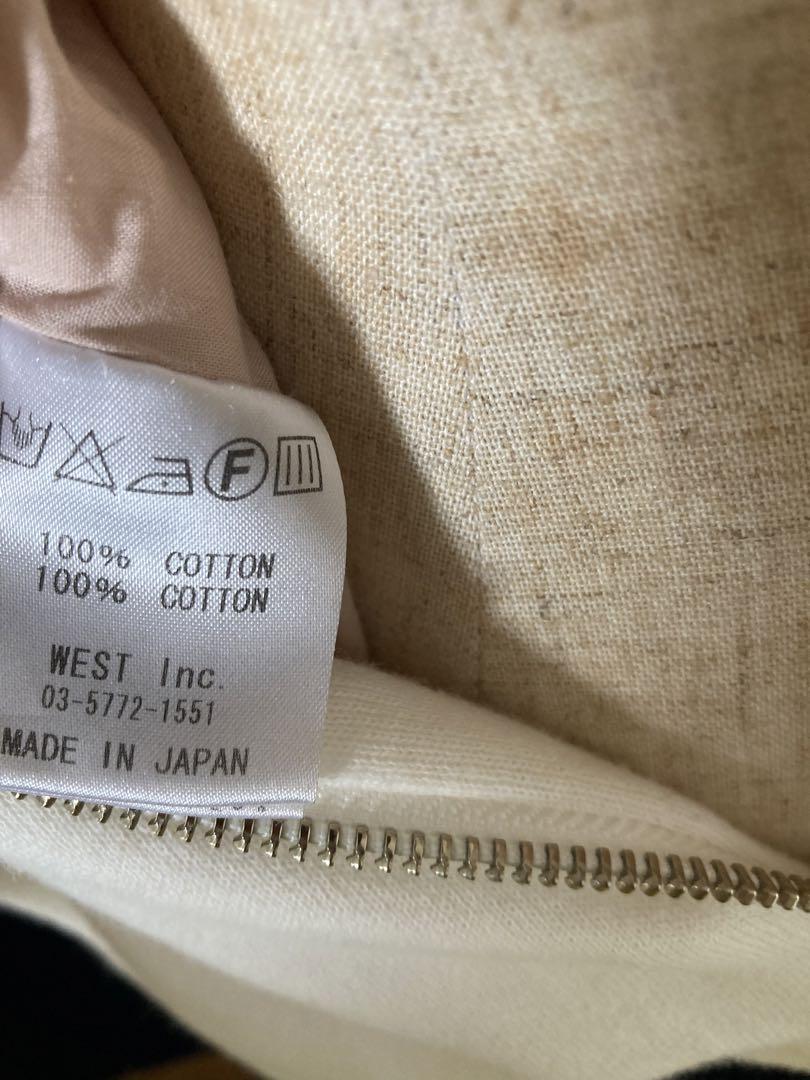 F
100% COTTON
100% COTTON
WEST Inc.
03-5772-1551
MADE IN JAPAN